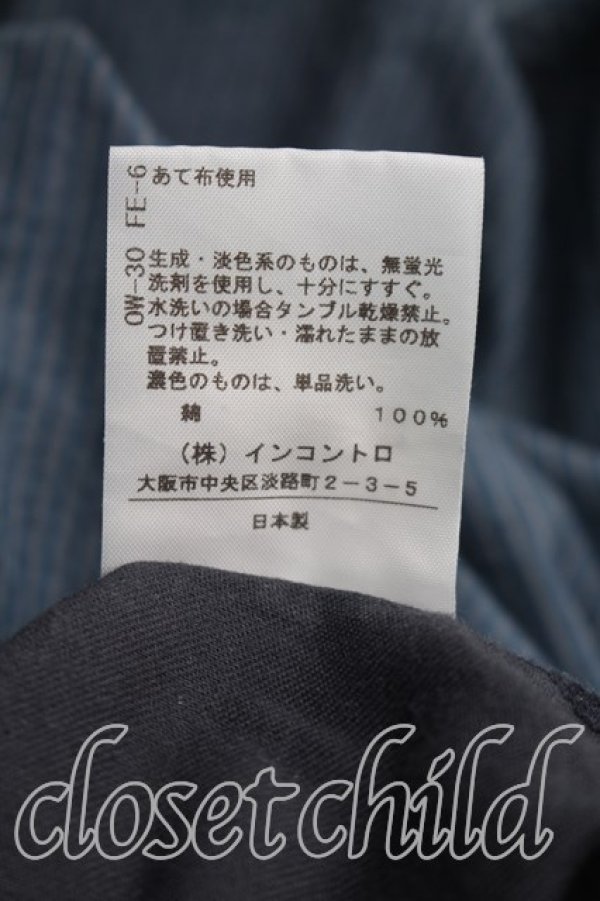 あて布使用
生成・淡色系のものは、無蛍光
洗剤を使用し、十分にすすぐ。
水洗いの場合タンブル乾燥禁止。
つけ置き洗い・濡れたままの放
置禁止。
濃色のものは、単品洗い。
綿 100%
(株)インコントロ
大阪市中央区淡路町2-3-5
日本製
OW-30 FE-6
closet child